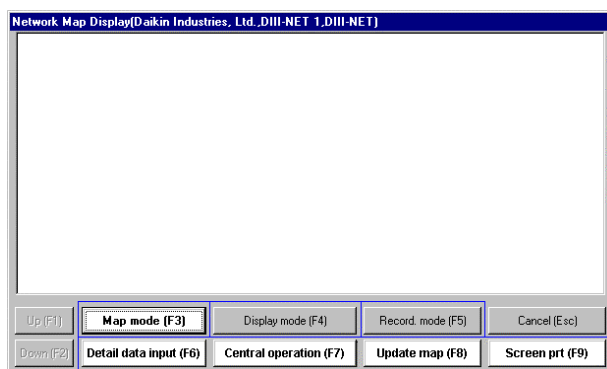 Network Map Display(Daikin Industries, Ltd.,DIII-NET 1,DIII-NET)
Up (F1) Map mode (F3) Display mode (F4) Record. mode (F5) Cancel (Esc)
Down (F2) Detail data input (F6) Central operation (F7) Update map (F8) Screen prt (F9)